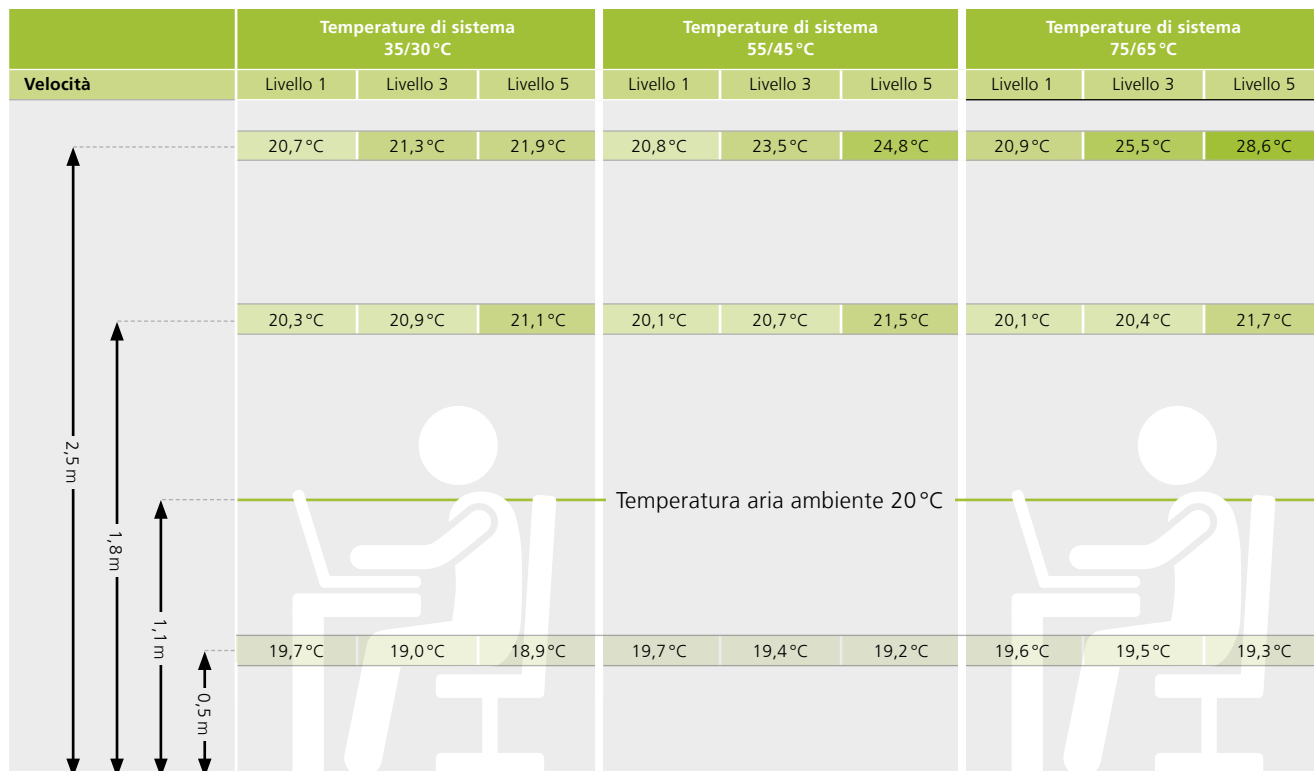 Temperature di sistema
35/30 °C
Temperature di sistema
55/45 °C
Temperature di sistema
75/65 °C
Velocità Livello 1 Livello 3 Livello 5 Livello 1 Livello 3 Livello 5 Livello 1 Livello 3 Livello 5
20,7 °C 21,3 °C 21,9 °C 20,8 °C 23,5 °C 24,8 °C 20,9 °C 25,5 °C 28,6 °C
20,3 °C 20,9 °C 21,1 °C 20,1 °C 20,7 °C 21,5 °C 20,1 °C 20,4 °C 21,7 °C
2,5 m
Temperatura aria ambiente 20 °C
1,8 m
1,1 m
19,7 °C 19,0 °C 18,9 °C 19,7 °C 19,4 °C 19,2 °C 19,6 °C 19,5 °C 19,3 °C
0,5 m